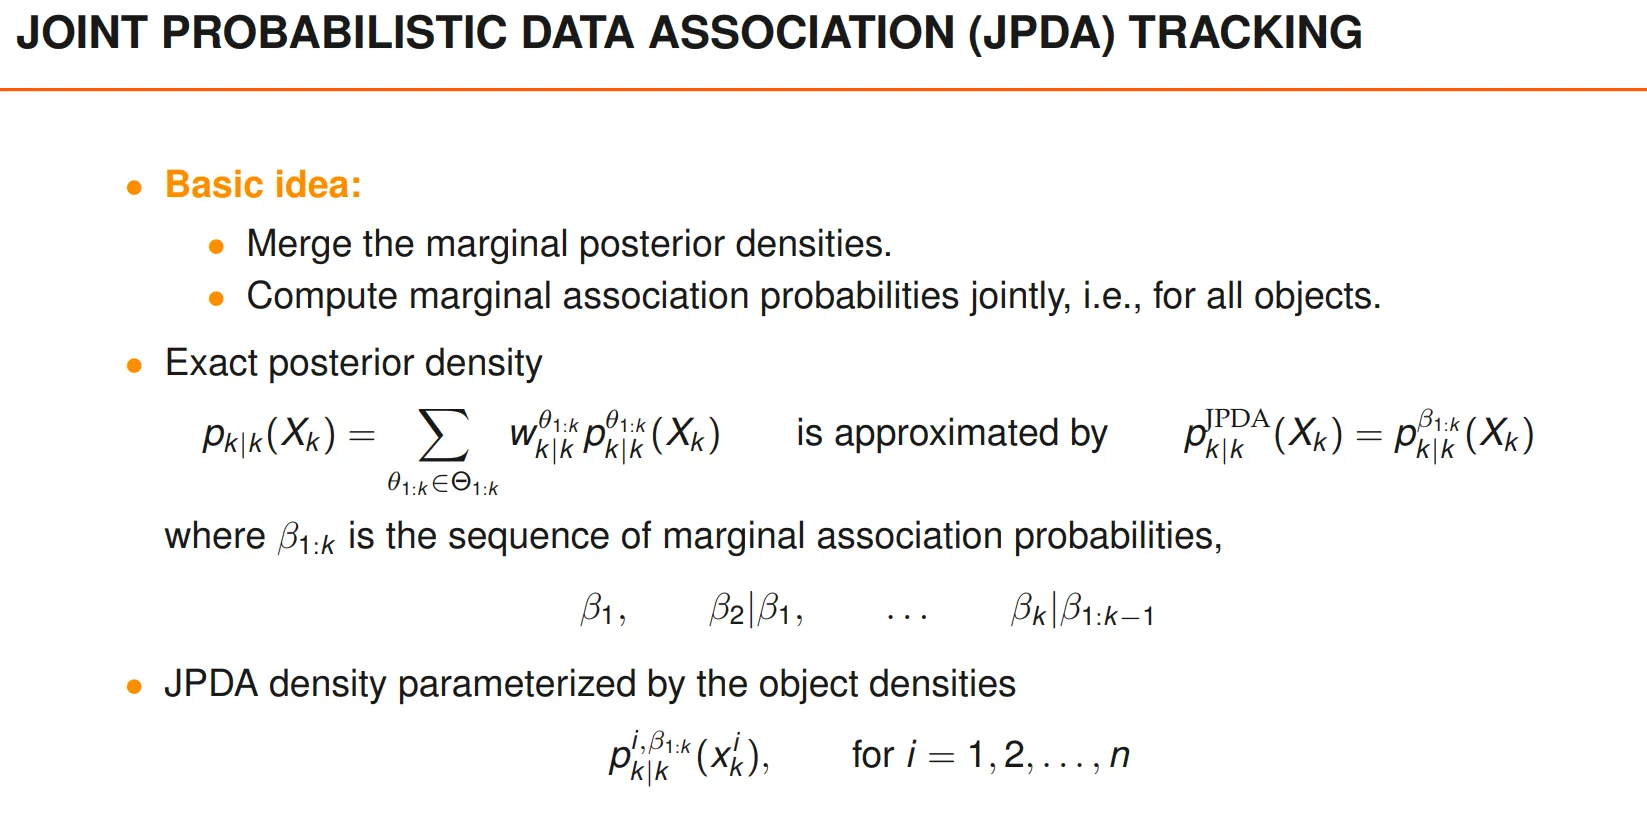 JOINT PROBABILISTIC DATA ASSOCIATION (JPDA) TRACKING
• Basic idea:
• Merge the marginal posterior densities.
• Compute marginal association probabilities jointly, i.e., for all objects.
• Exact posterior density
$p_{k|k}(X_k) = \sum_{\theta_{1:k} \in \Theta_{1:k}} w_{k|k}^{\theta_{1:k}} p_{k|k}^{\theta_{1:k}}(X_k)$ is approximated by $p_{k|k}^{\mathrm{JPDA}}(X_k) = p_{k|k}^{\beta_{1:k}}(X_k)$
where $\beta_{1:k}$ is the sequence of marginal association probabilities,
$\beta_1, \quad \beta_2|\beta_1, \quad \ldots \quad \beta_k|\beta_{1:k-1}$
• JPDA density parameterized by the object densities
$p_{k|k}^{i,\beta_{1:k}}(x_k^i),$ for $i = 1, 2, \ldots, n$